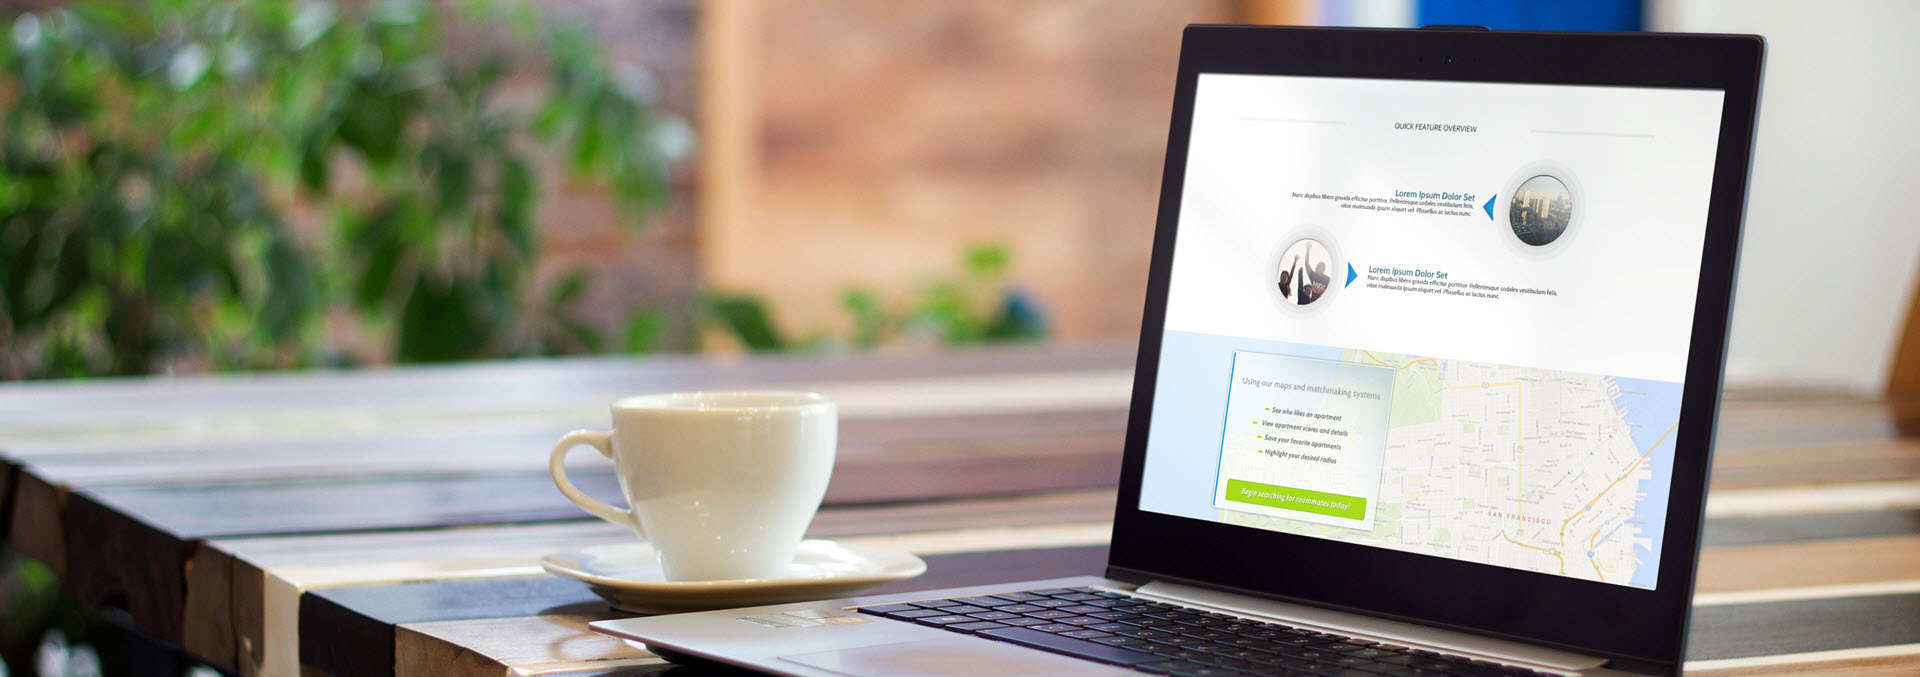 QUICK FEATURE OVERVIEW
Lorem Ipsum Dolor Set
Nunc dapibus libero gravida efficitur porttitor. Pellentesque sodales vestibulum felis,
vitae malesuada ipsum aliquet vel. Phasellus ac luctus nunc
Lorem Ipsum Dolor Set
Nunc dapibus libero gravida efficitur porttitor. Pellentesque sodales vestibulum felis,
vitae malesuada ipsum aliquet vel. Phasellus ac luctus nunc.
Using our maps and matchmaking systems
See who likes an apartment
View apartment scores and details
Save your favorite apartments
Highlight your desired radius
Begin searching for roommates today!
SAN FRANCISCO